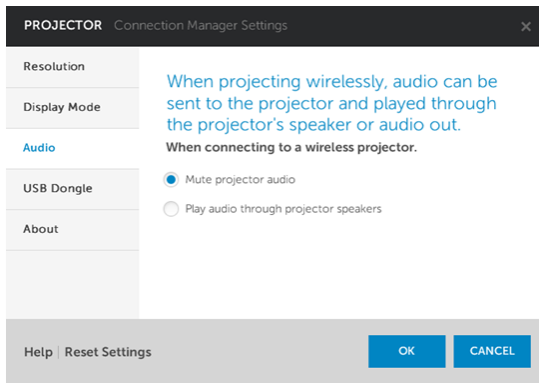 PROJECTOR Connection Manager Settings
Resolution
Display Mode
Audio
USB Dongle
About
When projecting wirelessly, audio can be
sent to the projector and played through
the projector's speaker or audio out.
When connecting to a wireless projector.
Mute projector audio
Play audio through projector speakers
Help | Reset Settings
OK
CANCEL